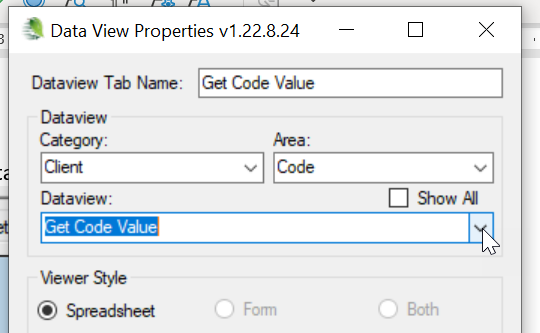 Data View Properties v1.22.8.24
Dataview Tab Name: Get Code Value
Dataview
Category: Area:
Client Code
Dataview: Show All
Get Code Value
Viewer Style
Spreadsheet Form Both